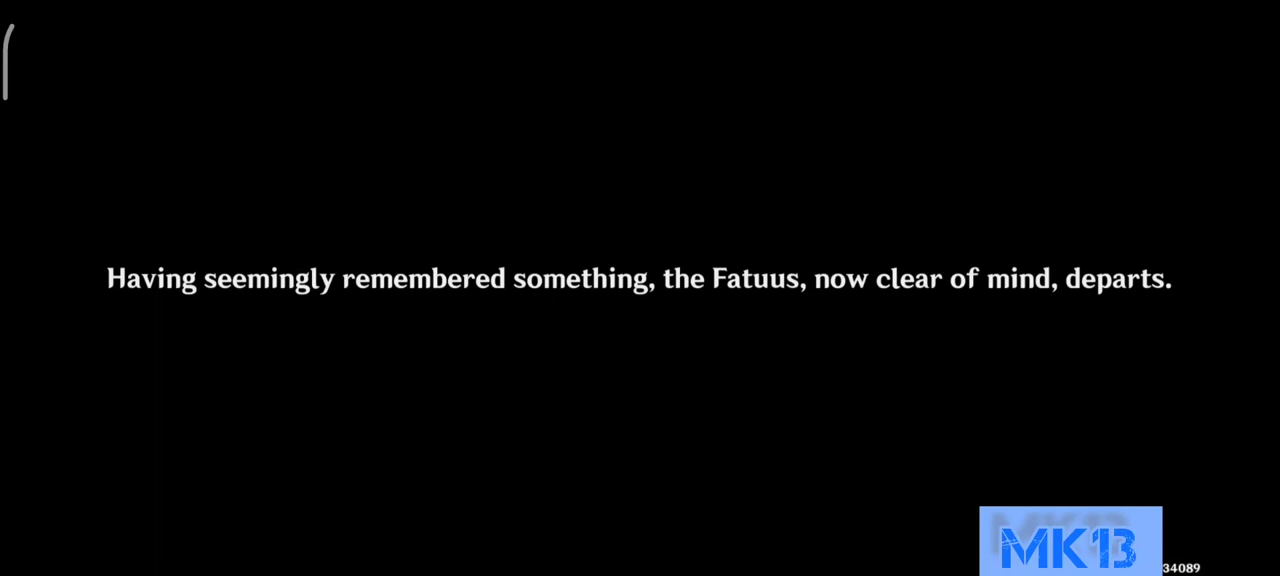 Having seemingly remembered something, the Fatuus, now clear of mind, departs.
MK13
34089